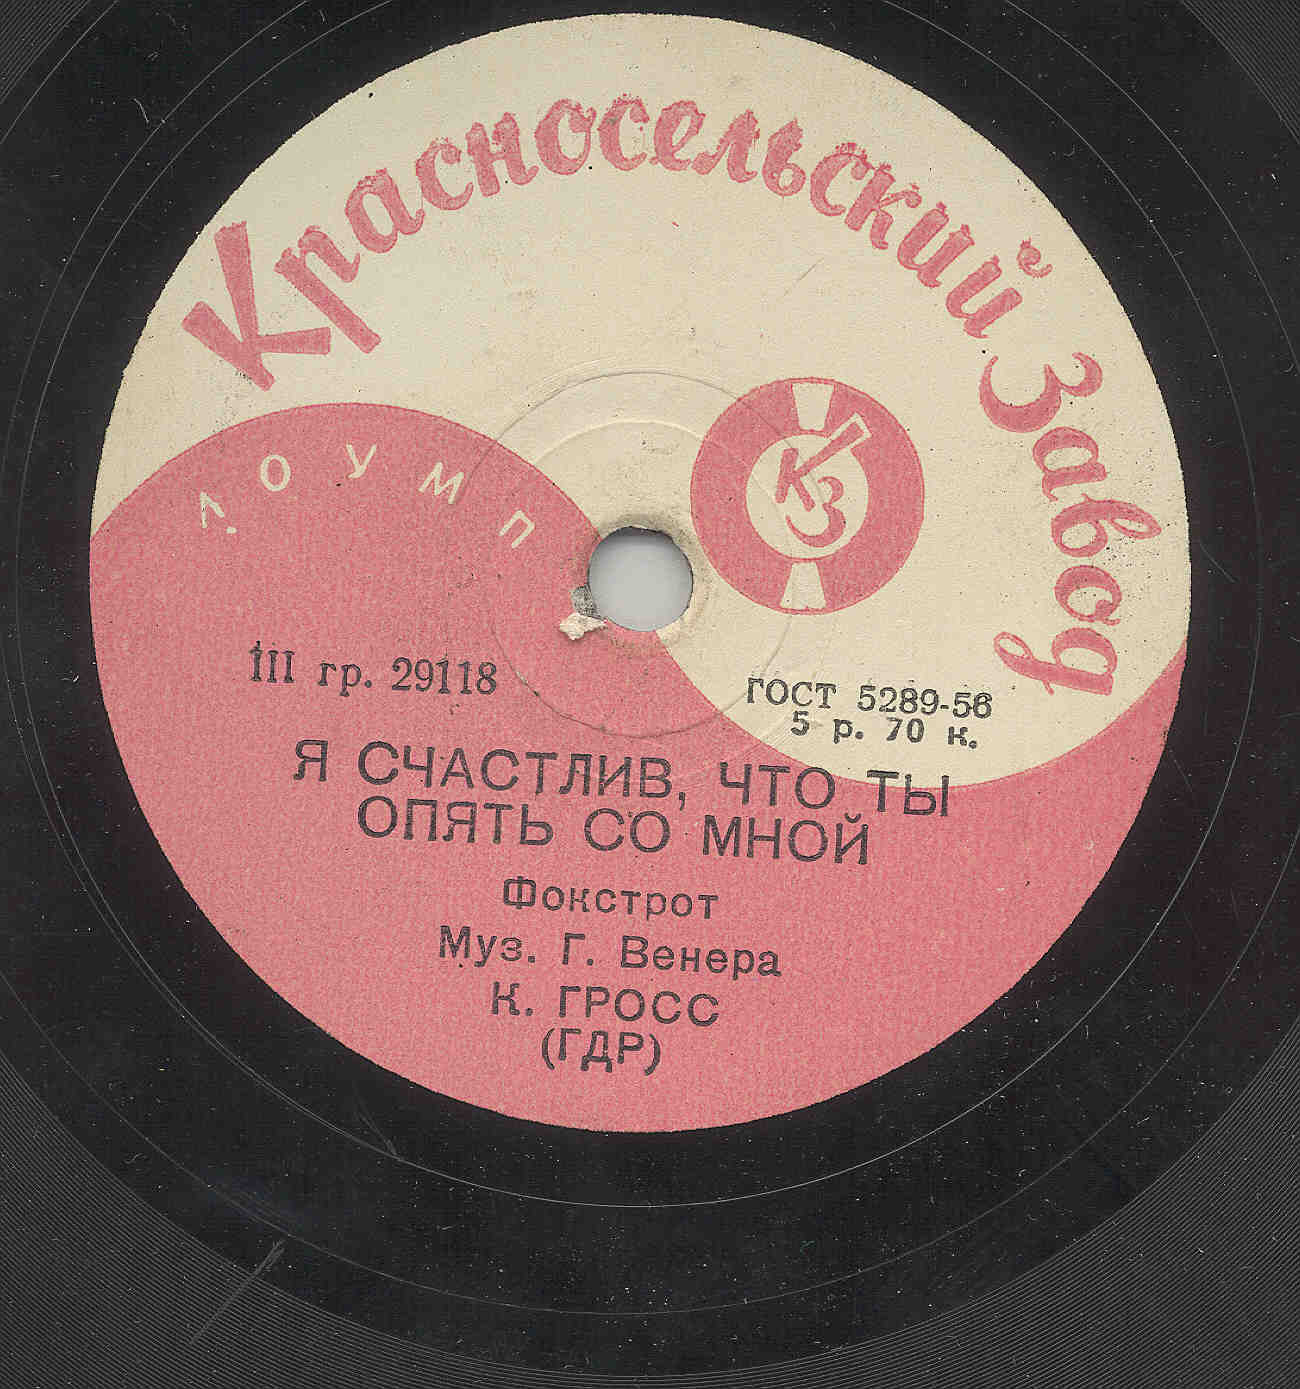 Красносельский Завод
КЗ
ЛОУМП
III гр. 29118
ГОСТ 5289-56
5 р. 70 к.
Я СЧАСТЛИВ, ЧТО ТЫ
ОПЯТЬ СО МНОЙ
Фокстрот
Муз. Г. Венера
К. ГРОСС
(ГДР)